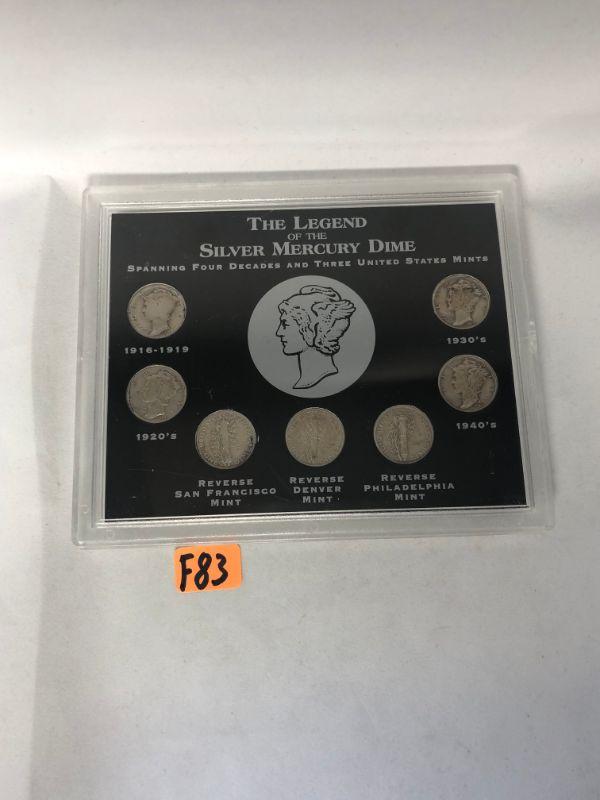 THE LEGEND
OF THE
SILVER MERCURY DIME
SPANNING FOUR DECADES AND THREE UNITED STATES MINTS
1916-1919
1930's
1920's
1940's
REVERSE
SAN FRANCISCO
MINT
REVERSE
DENVER
MINT
REVERSE
PHILADELPHIA
MINT
F83